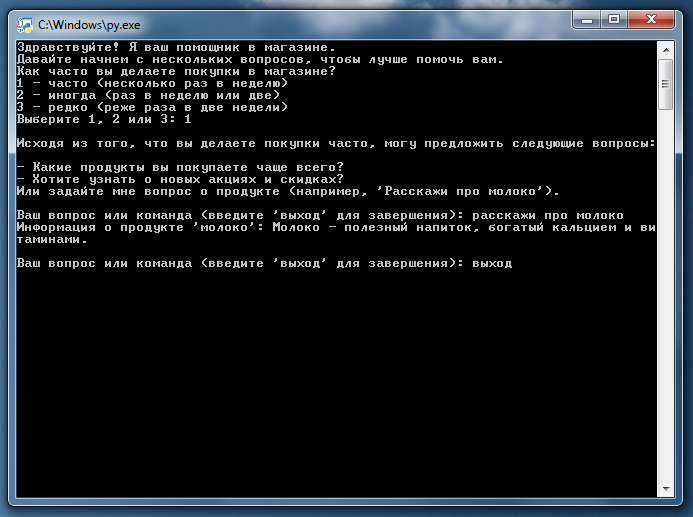 C:\Windows\py.exe
Здравствуйте! Я ваш помощник в магазине.
Давайте начнем с нескольких вопросов, чтобы лучше помочь вам.
Как часто вы делаете покупки в магазине?
1 - часто (несколько раз в неделю)
2 - иногда (раз в неделю или две)
3 - редко (реже раза в две недели)
Выберите 1, 2 или 3: 1
Исходя из того, что вы делаете покупки часто, могу предложить следующие вопросы:
- Какие продукты вы покупаете чаще всего?
- Хотите узнать о новых акциях и скидках?
Или задайте мне вопрос о продукте (например, 'Расскажи про молоко').
Ваш вопрос или команда (введите 'выход' для завершения): расскажи про молоко
Информация о продукте 'молоко': Молоко - полезный напиток, богатый кальцием и ви
таминами.
Ваш вопрос или команда (введите 'выход' для завершения): выход